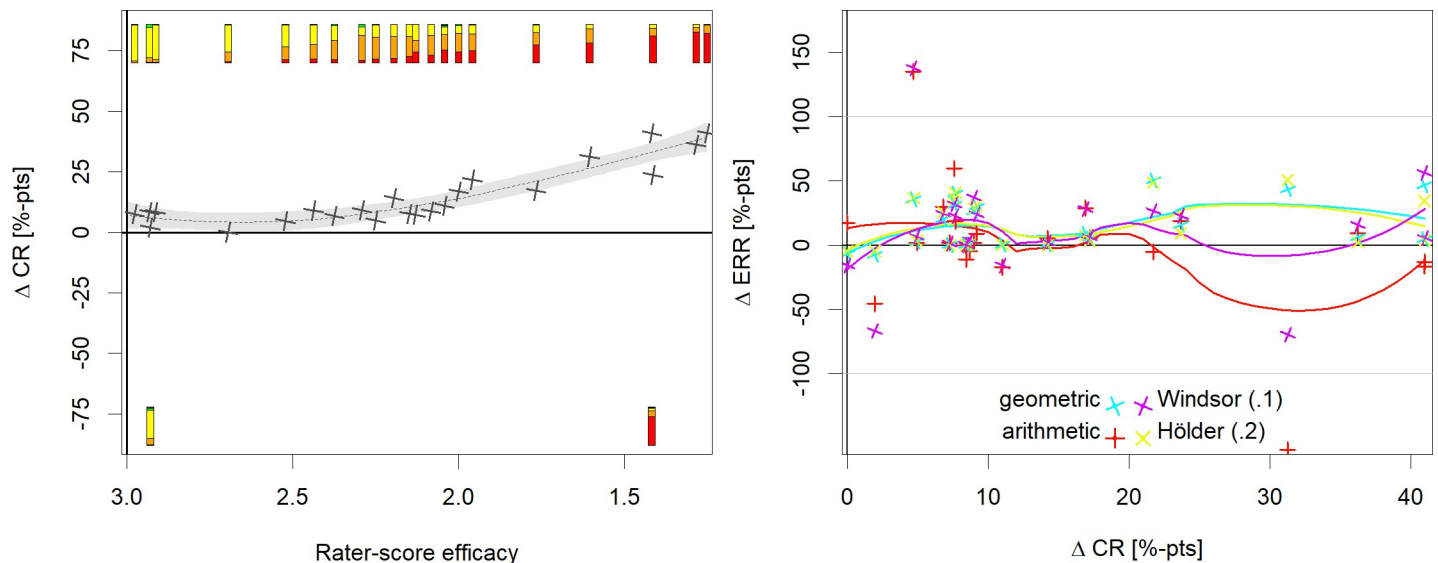 75
50
25
0
-25
-50
-75
Δ CR [%-pts]
3.0 2.5 2.0 1.5
Rater-score efficacy
150
100
50
0
-50
-100
Δ ERR [%-pts]
geometric Windsor (.1)
arithmetic Hölder (.2)
0 10 20 30 40
Δ CR [%-pts]